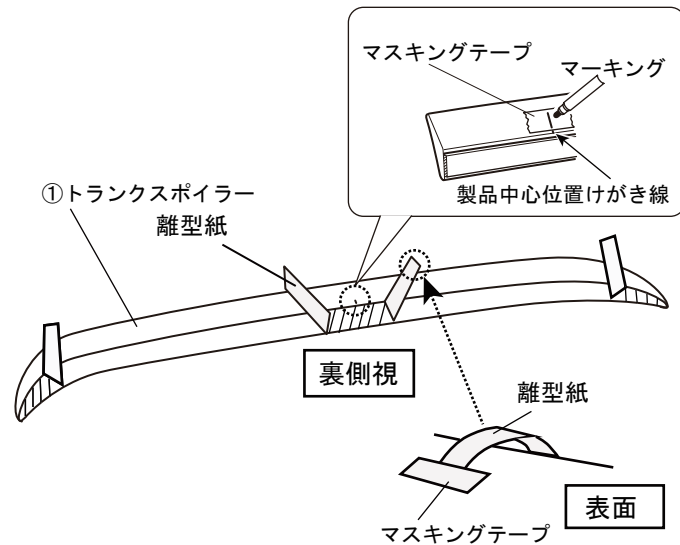 マスキングテープ
マーキング
製品中心位置けがき線
①トランクスポイラー
離型紙
裏側視
離型紙
表面
マスキングテープ